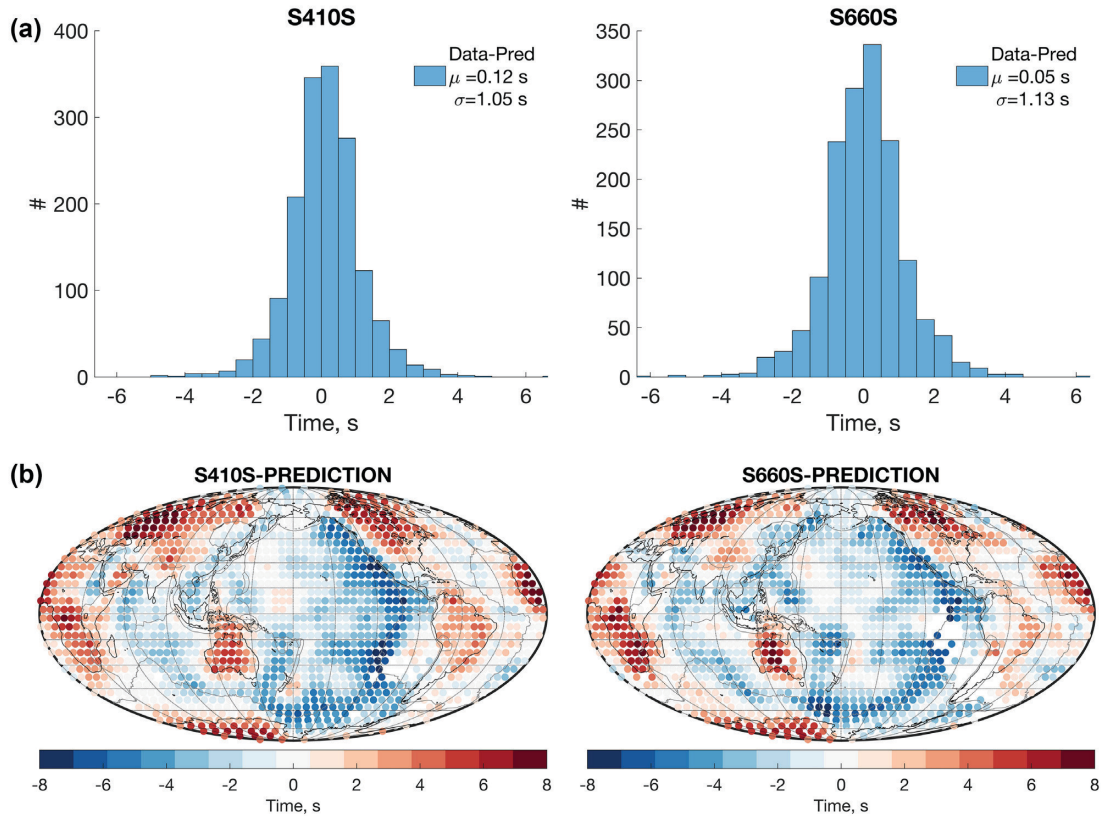 (a)
S410S
400
300
200
100
0
#
-6 -4 -2 0 2 4 6
Time, s
Data-Pred
μ =0.12 s
σ=1.05 s
S660S
350
300
250
200
150
100
50
0
#
-6 -4 -2 0 2 4 6
Time, s
Data-Pred
μ =0.05 s
σ=1.13 s
(b)
S410S-PREDICTION
-8 -6 -4 -2 0 2 4 6 8
Time, s
S660S-PREDICTION
-8 -6 -4 -2 0 2 4 6 8
Time, s